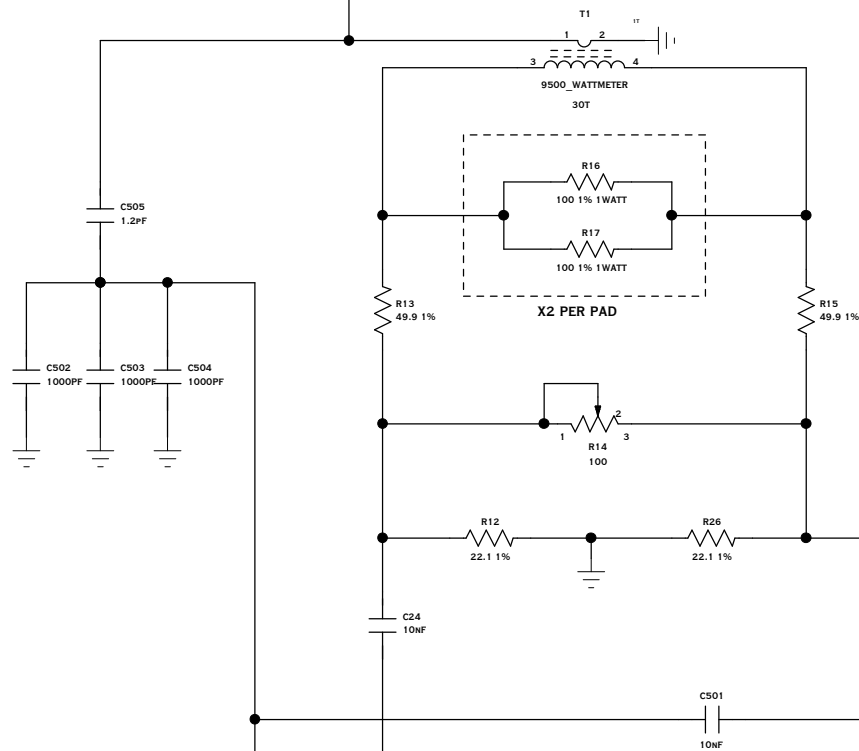 T1
1T
1 2
3 4
9500_WATTMETER
30T
R16
100 1% 1WATT
R17
100 1% 1WATT
X2 PER PAD
C505
1.2PF
R13
49.9 1%
R15
49.9 1%
C502
1000PF
C503
1000PF
C504
1000PF
2
1 3
R14
100
R12
22.1 1%
R26
22.1 1%
C24
10NF
C501
10NF